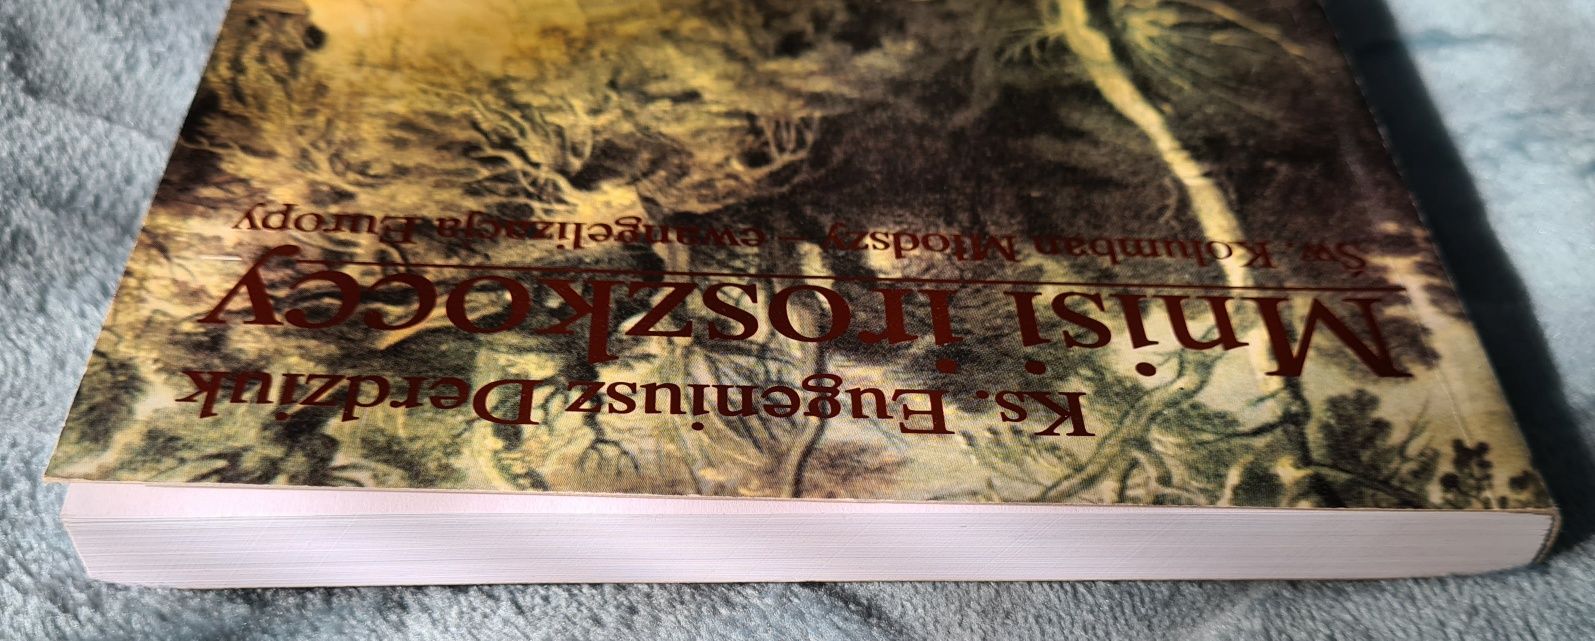 Ks. Eugeniusz Derdziuk
Mnisi iroszkoccy
Św. Kolumban Młodszy – ewangelizacja Europy